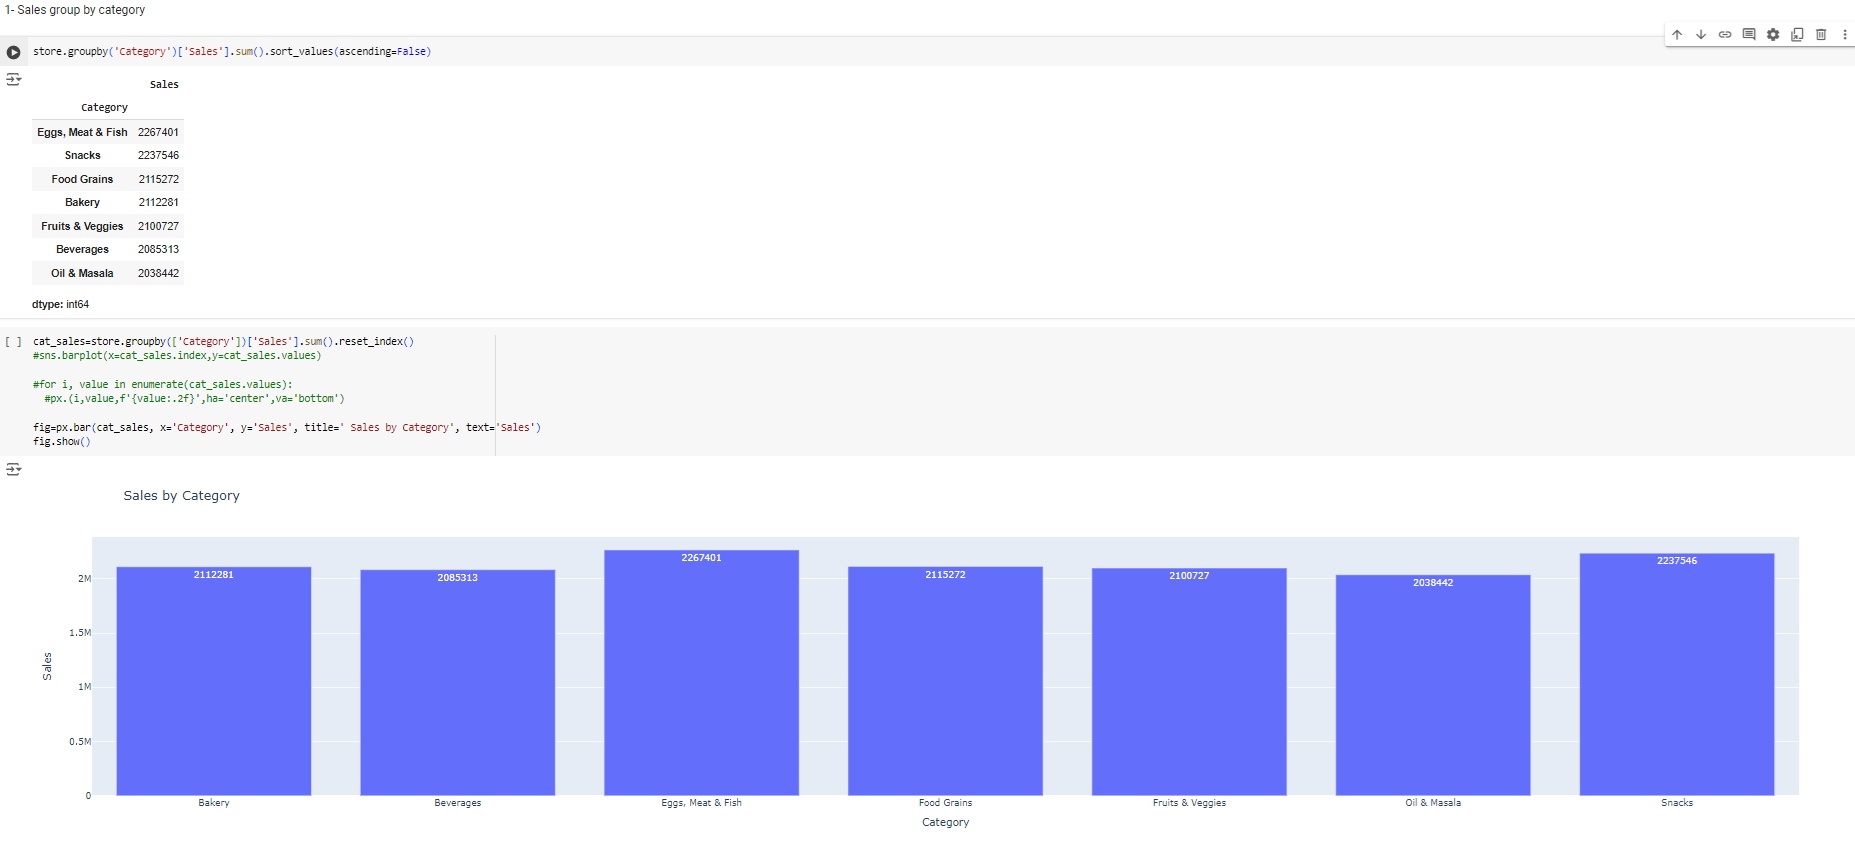 1- Sales group by category
store.groupby('Category')['Sales'].sum().sort_values(ascending=False)
Sales
Category
Eggs, Meat & Fish 2267401
Snacks 2237546
Food Grains 2115272
Bakery 2112281
Fruits & Veggies 2100727
Beverages 2085313
Oil & Masala 2038442
dtype: int64
[ ] cat_sales=store.groupby(['Category'])['Sales'].sum().reset_index()
#sns.barplot(x=cat_sales.index,y=cat_sales.values)
#for i, value in enumerate(cat_sales.values):
#px.(i,value,f'{value:.2f}',ha='center',va='bottom')
fig=px.bar(cat_sales, x='Category', y='Sales', title=' Sales by Category', text='Sales')
fig.show()
Sales by Category
2112281 2085313 2267401 2115272 2100727 2038442 2237546
2M
1.5M
1M
0.5M
0
Sales
Bakery Beverages Eggs, Meat & Fish Food Grains Fruits & Veggies Oil & Masala Snacks
Category